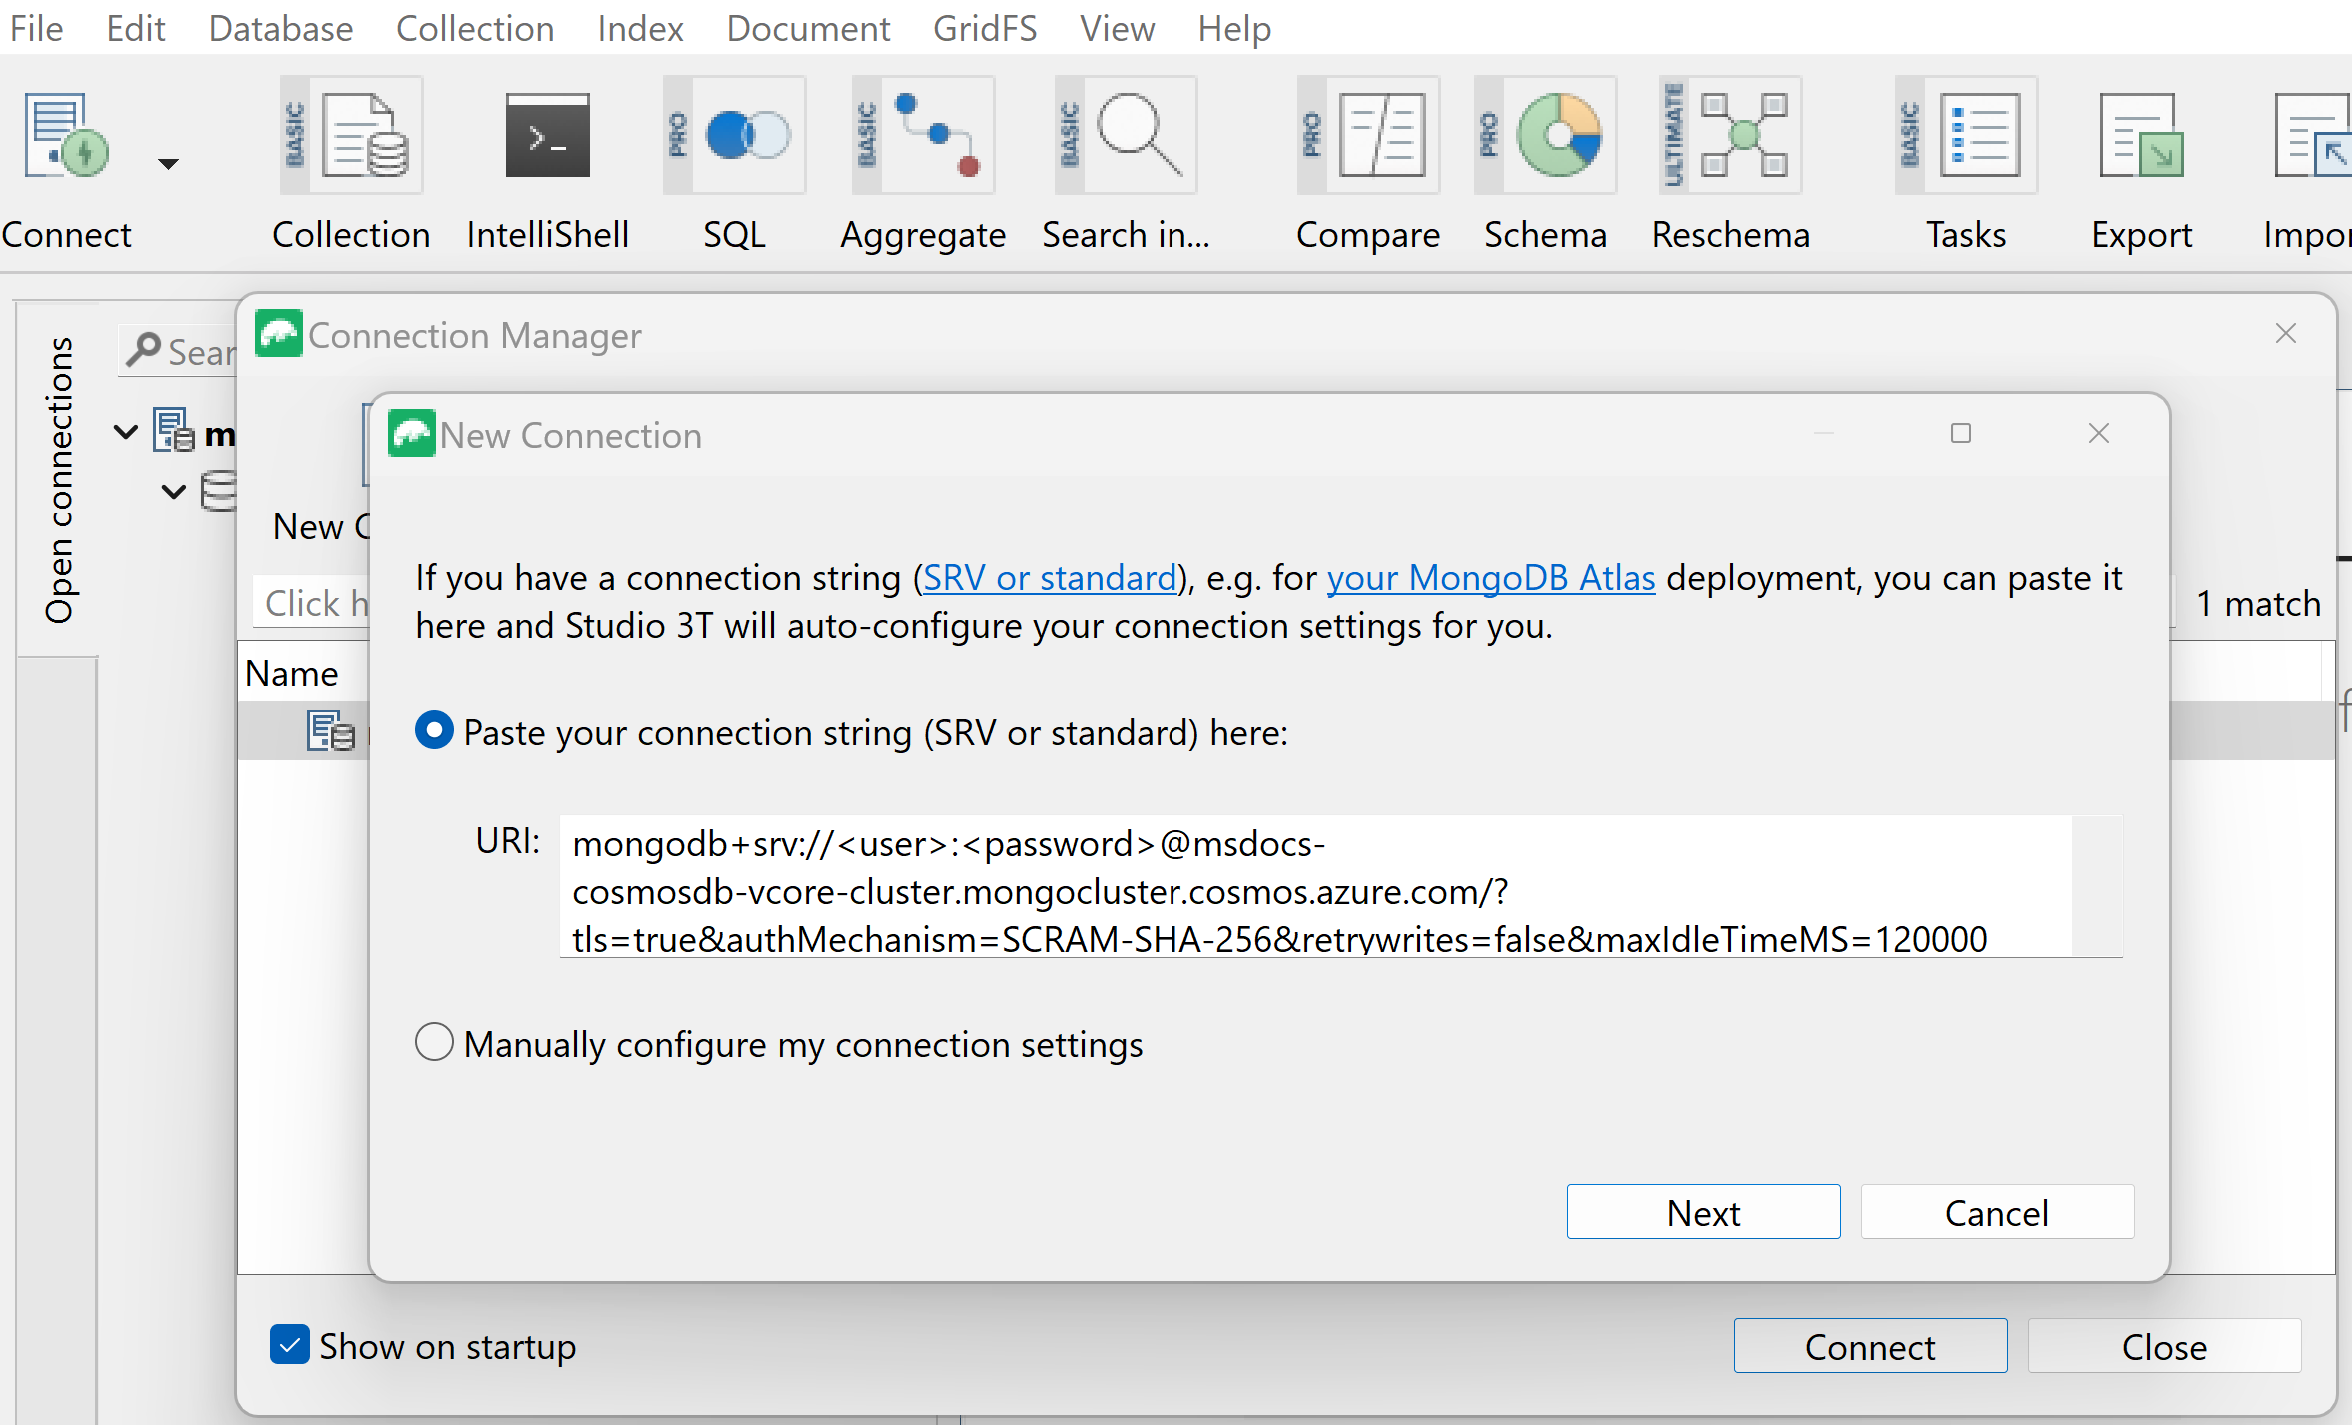 File Edit Database Collection Index Document GridFS View Help
BASIC PRO BASIC BASIC PRO PRO ULTIMATE BASIC
Connect Collection IntelliShell SQL Aggregate Search in... Compare Schema Reschema Tasks Export Impor
Open connections
Sear
m
Connection Manager
New Connection
New C
Click h
1 match
Name
If you have a connection string (SRV or standard), e.g. for your MongoDB Atlas deployment, you can paste it
here and Studio 3T will auto-configure your connection settings for you.
Paste your connection string (SRV or standard) here:
URI: mongodb+srv://<user>:<password>@msdocs-
cosmosdb-vcore-cluster.mongocluster.cosmos.azure.com/?
tls=true&authMechanism=SCRAM-SHA-256&retrywrites=false&maxIdleTimeMS=120000
Manually configure my connection settings
Next Cancel
Show on startup
Connect Close